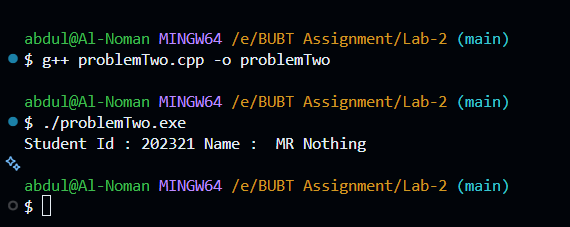 abdul@Al-Noman MINGW64 /e/BUBT Assignment/Lab-2 (main)
$ g++ problemTwo.cpp -o problemTwo
abdul@Al-Noman MINGW64 /e/BUBT Assignment/Lab-2 (main)
$ ./problemTwo.exe
Student Id : 202321 Name :  MR Nothing
abdul@Al-Noman MINGW64 /e/BUBT Assignment/Lab-2 (main)
$